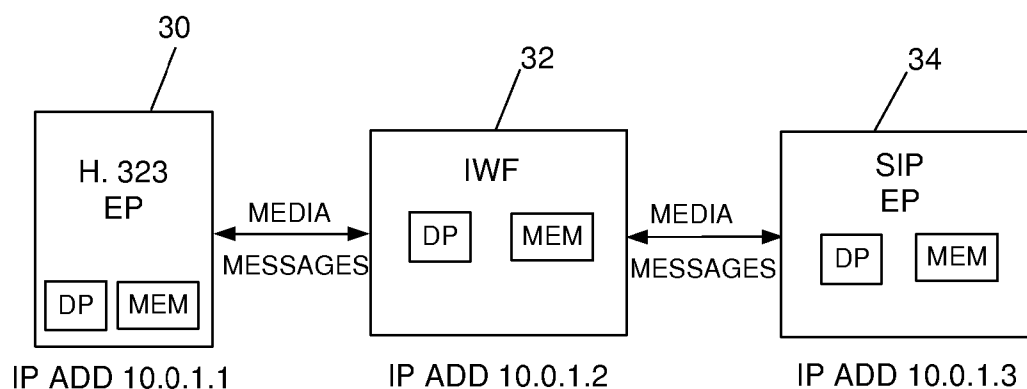 30
32
34
H. 323
EP
DP
MEM
IP ADD 10.0.1.1
MEDIA
MESSAGES
IWF
DP
MEM
IP ADD 10.0.1.2
MEDIA
MESSAGES
SIP
EP
DP
MEM
IP ADD 10.0.1.3